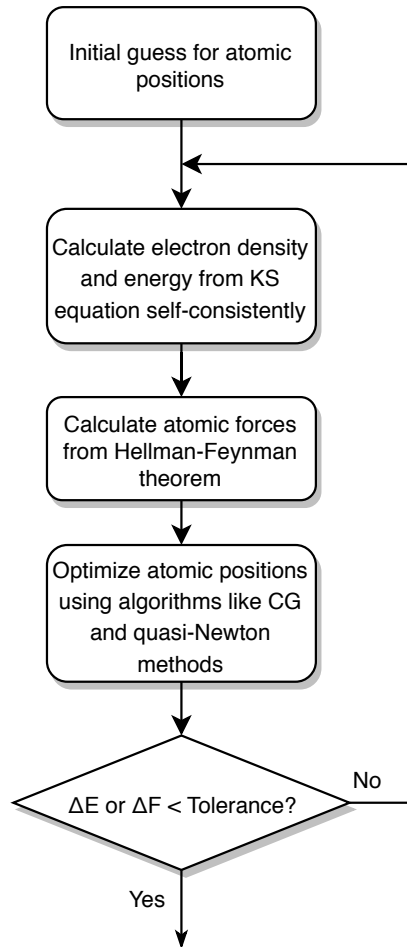 Initial guess for atomic
positions
Calculate electron density
and energy from KS
equation self-consistently
Calculate atomic forces
from Hellman-Feynman
theorem
Optimize atomic positions
using algorithms like CG
and quasi-Newton
methods
ΔE or ΔF < Tolerance?
No
Yes